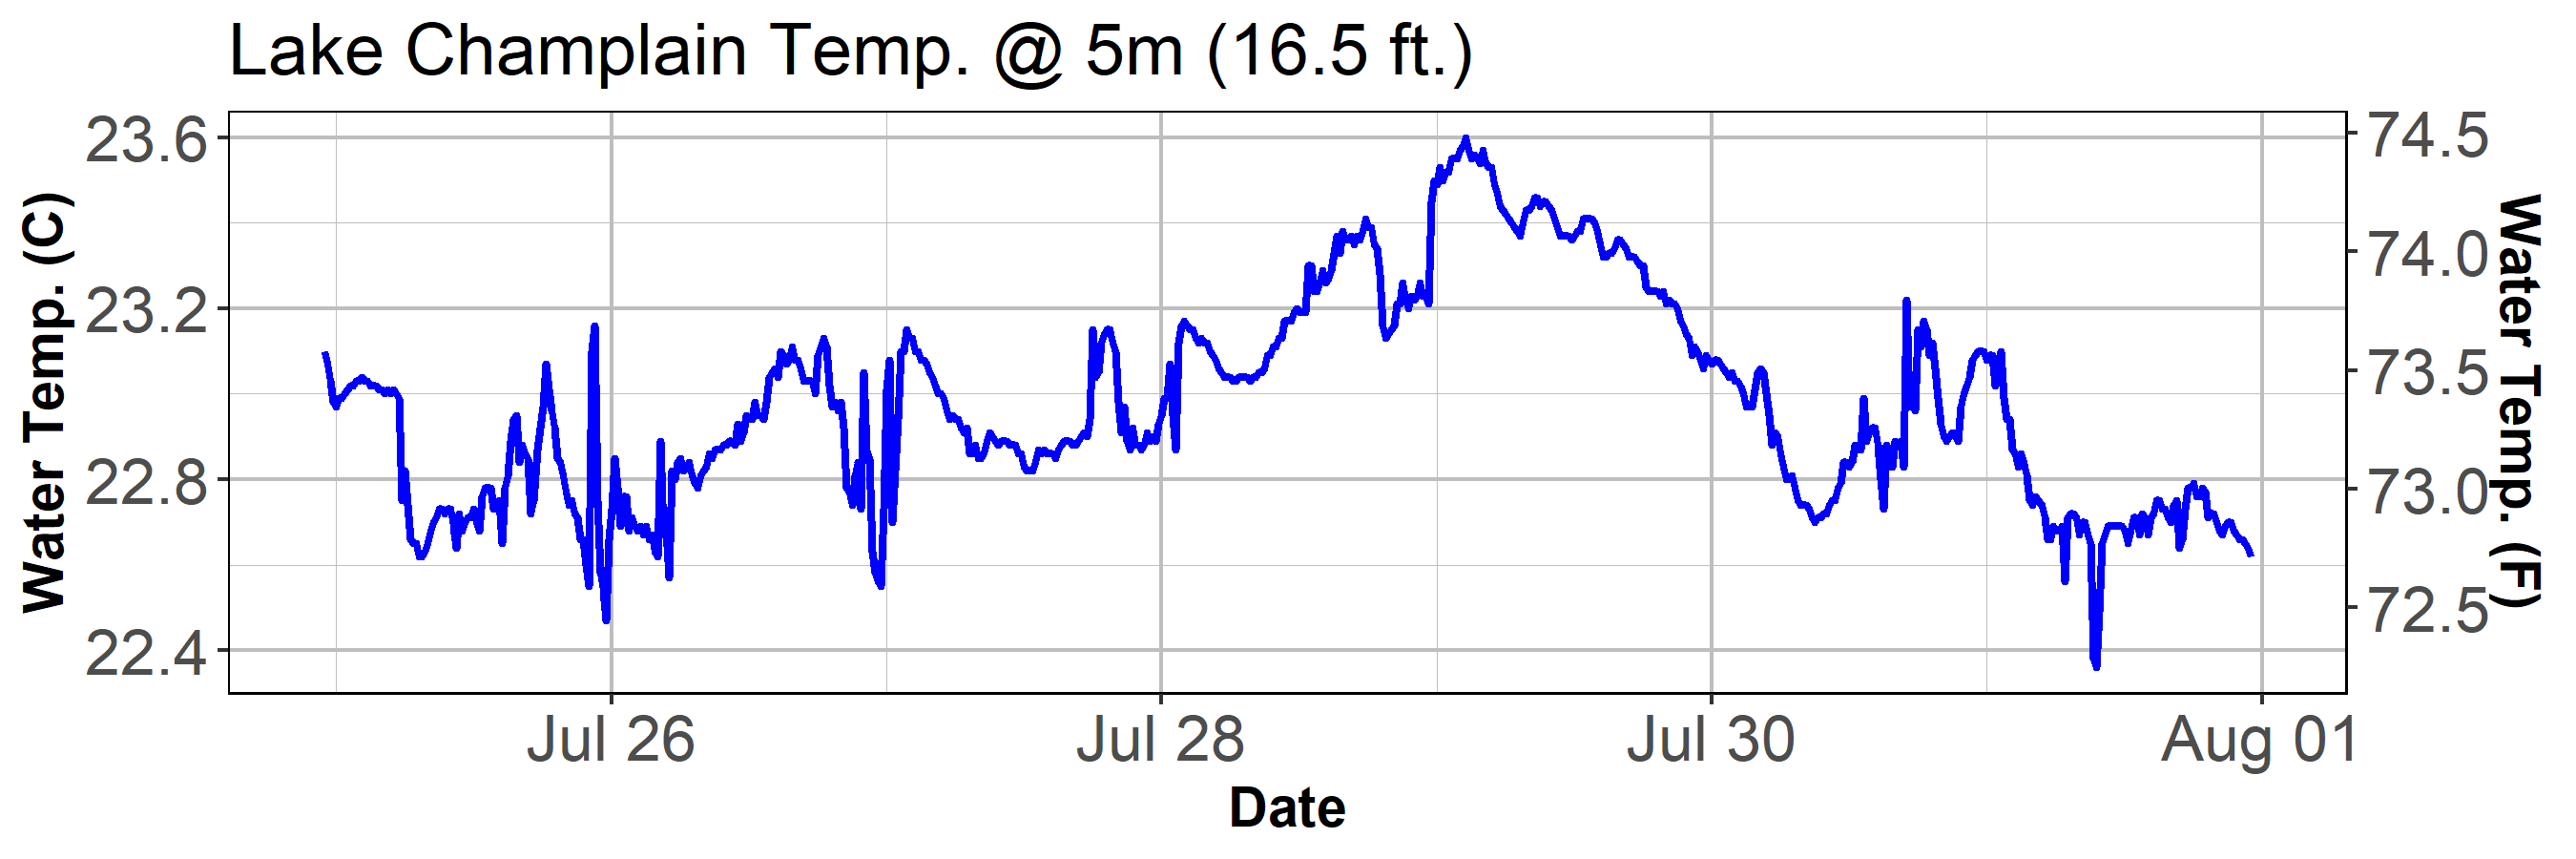 Lake Champlain Temp. @ 5m (16.5 ft.)
Water Temp. (C)
23.6
23.2
22.8
22.4
74.5
74.0
73.5
73.0
72.5
Water Temp. (F)
Jul 26
Jul 28
Jul 30
Aug 01
Date